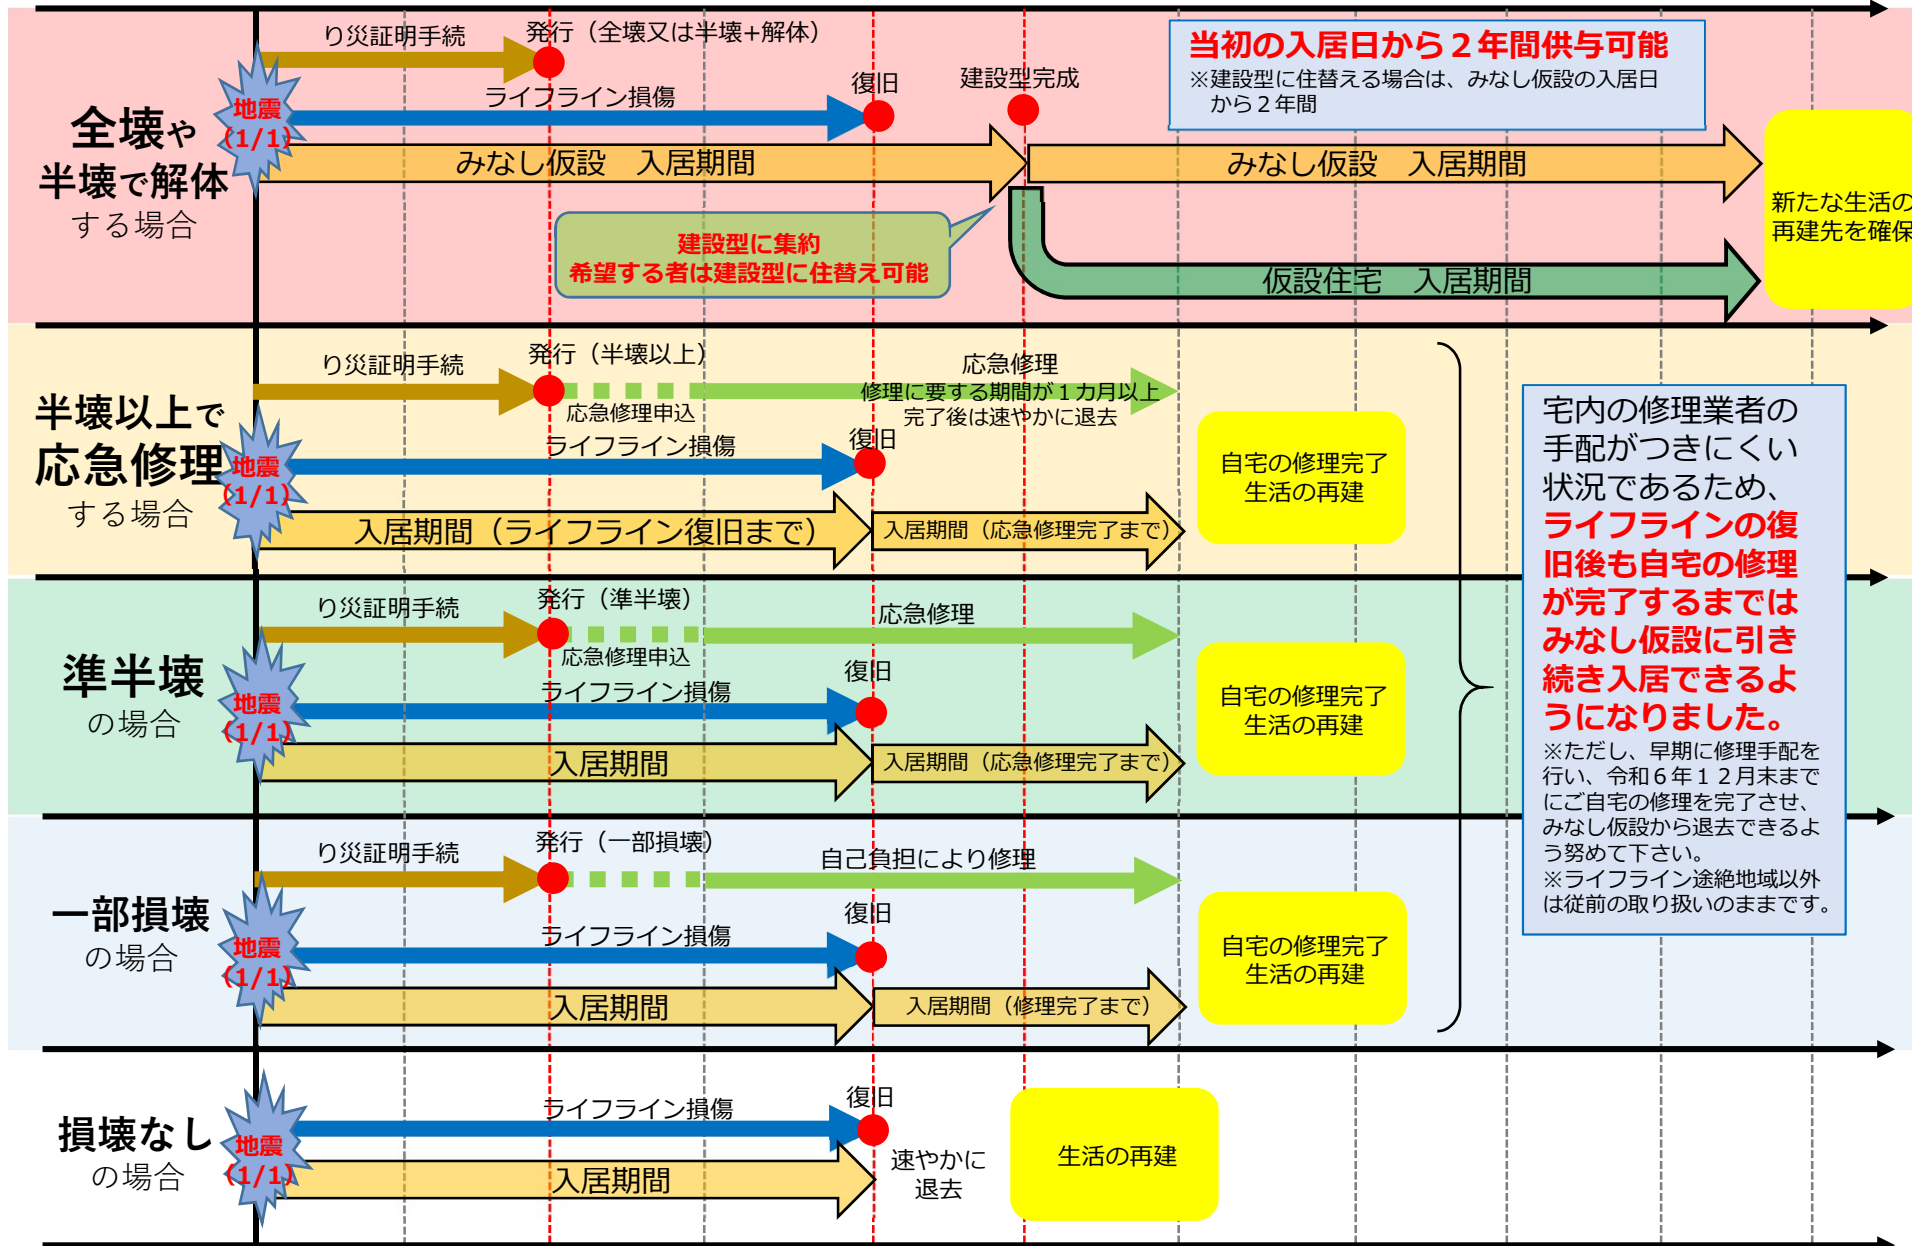 り災証明手続
発行（全壊又は半壊+解体）
当初の入居日から２年間供与可能
※建設型に住替える場合は、みなし仮設の入居日
から２年間
地震
(1/1)
ライフライン損傷
復旧
建設型完成
全壊や
半壊で解体
する場合
みなし仮設　入居期間
みなし仮設　入居期間
新たな生活の
再建先を確保
建設型に集約
希望する者は建設型に住替え可能
仮設住宅　入居期間
り災証明手続
発行（半壊以上）
応急修理
修理に要する期間が１カ月以上
完了後は速やかに退去
応急修理申込
半壊以上で
応急修理
する場合
地震
(1/1)
ライフライン損傷
復旧
自宅の修理完了
生活の再建
入居期間（ライフライン復旧まで）
入居期間（応急修理完了まで）
宅内の修理業者の
手配がつきにくい
状況であるため、
ライフラインの復
旧後も自宅の修理
が完了するまでは
みなし仮設に引き
続き入居できるよ
うになりました。
※ただし、早期に修理手配を
行い、令和６年１２月末まで
にご自宅の修理を完了させ、
みなし仮設から退去できるよ
う努めて下さい。
※ライフライン途絶地域以外
は従前の取り扱いのままです。
り災証明手続
発行（準半壊）
応急修理
応急修理申込
準半壊
の場合
地震
(1/1)
ライフライン損傷
復旧
自宅の修理完了
生活の再建
入居期間
入居期間（応急修理完了まで）
り災証明手続
発行（一部損壊）
自己負担により修理
一部損壊
の場合
地震
(1/1)
ライフライン損傷
復旧
自宅の修理完了
生活の再建
入居期間
入居期間（修理完了まで）
損壊なし
の場合
地震
(1/1)
ライフライン損傷
復旧
入居期間
速やかに
退去
生活の再建